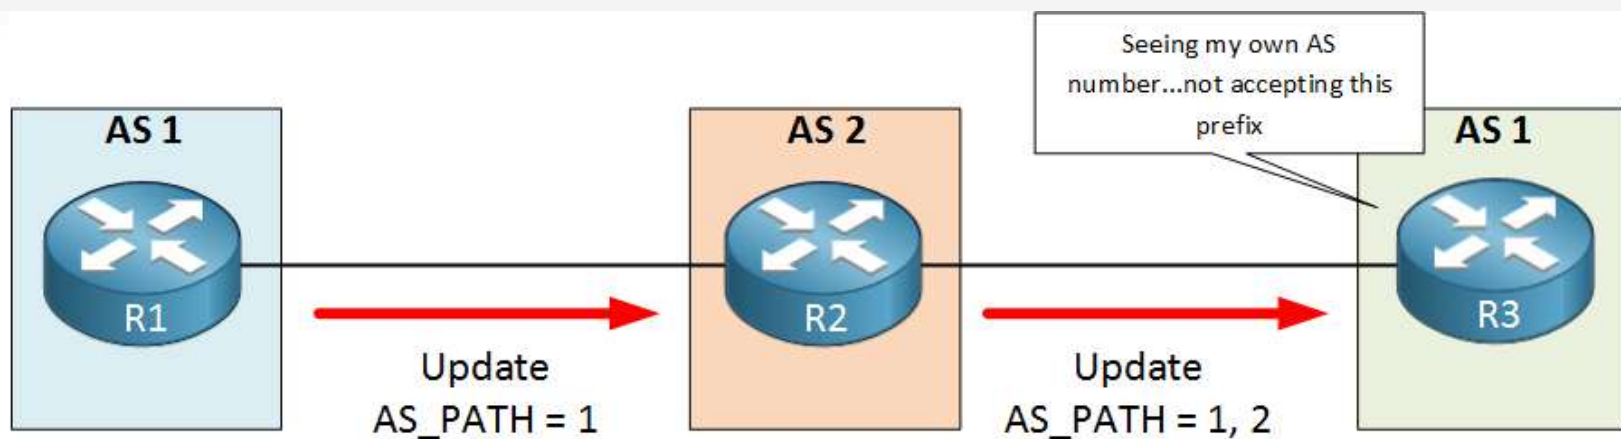 Seeing my own AS
number...not accepting this
prefix
AS 1
AS 2
AS 1
R1
R2
R3
Update
AS_PATH = 1
Update
AS_PATH = 1, 2